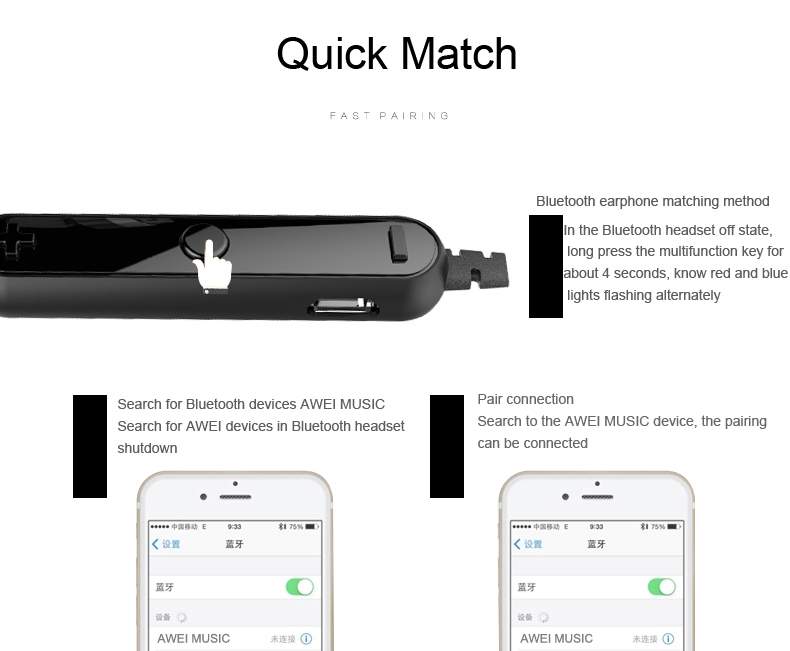 Quick Match
FAST PAIRING
Bluetooth earphone matching method
In the Bluetooth headset off state,
long press the multifunction key for
about 4 seconds, know red and blue
lights flashing alternately
Search for Bluetooth devices AWEI MUSIC
Search for AWEI devices in Bluetooth headset
shutdown
Pair connection
Search to the AWEI MUSIC device, the pairing
can be connected
中国移动 E 9:33 75%
设置 蓝牙
蓝牙
设备
AWEI MUSIC 未连接
中国移动 E 9:33 75%
设置 蓝牙
蓝牙
设备
AWEI MUSIC 未连接